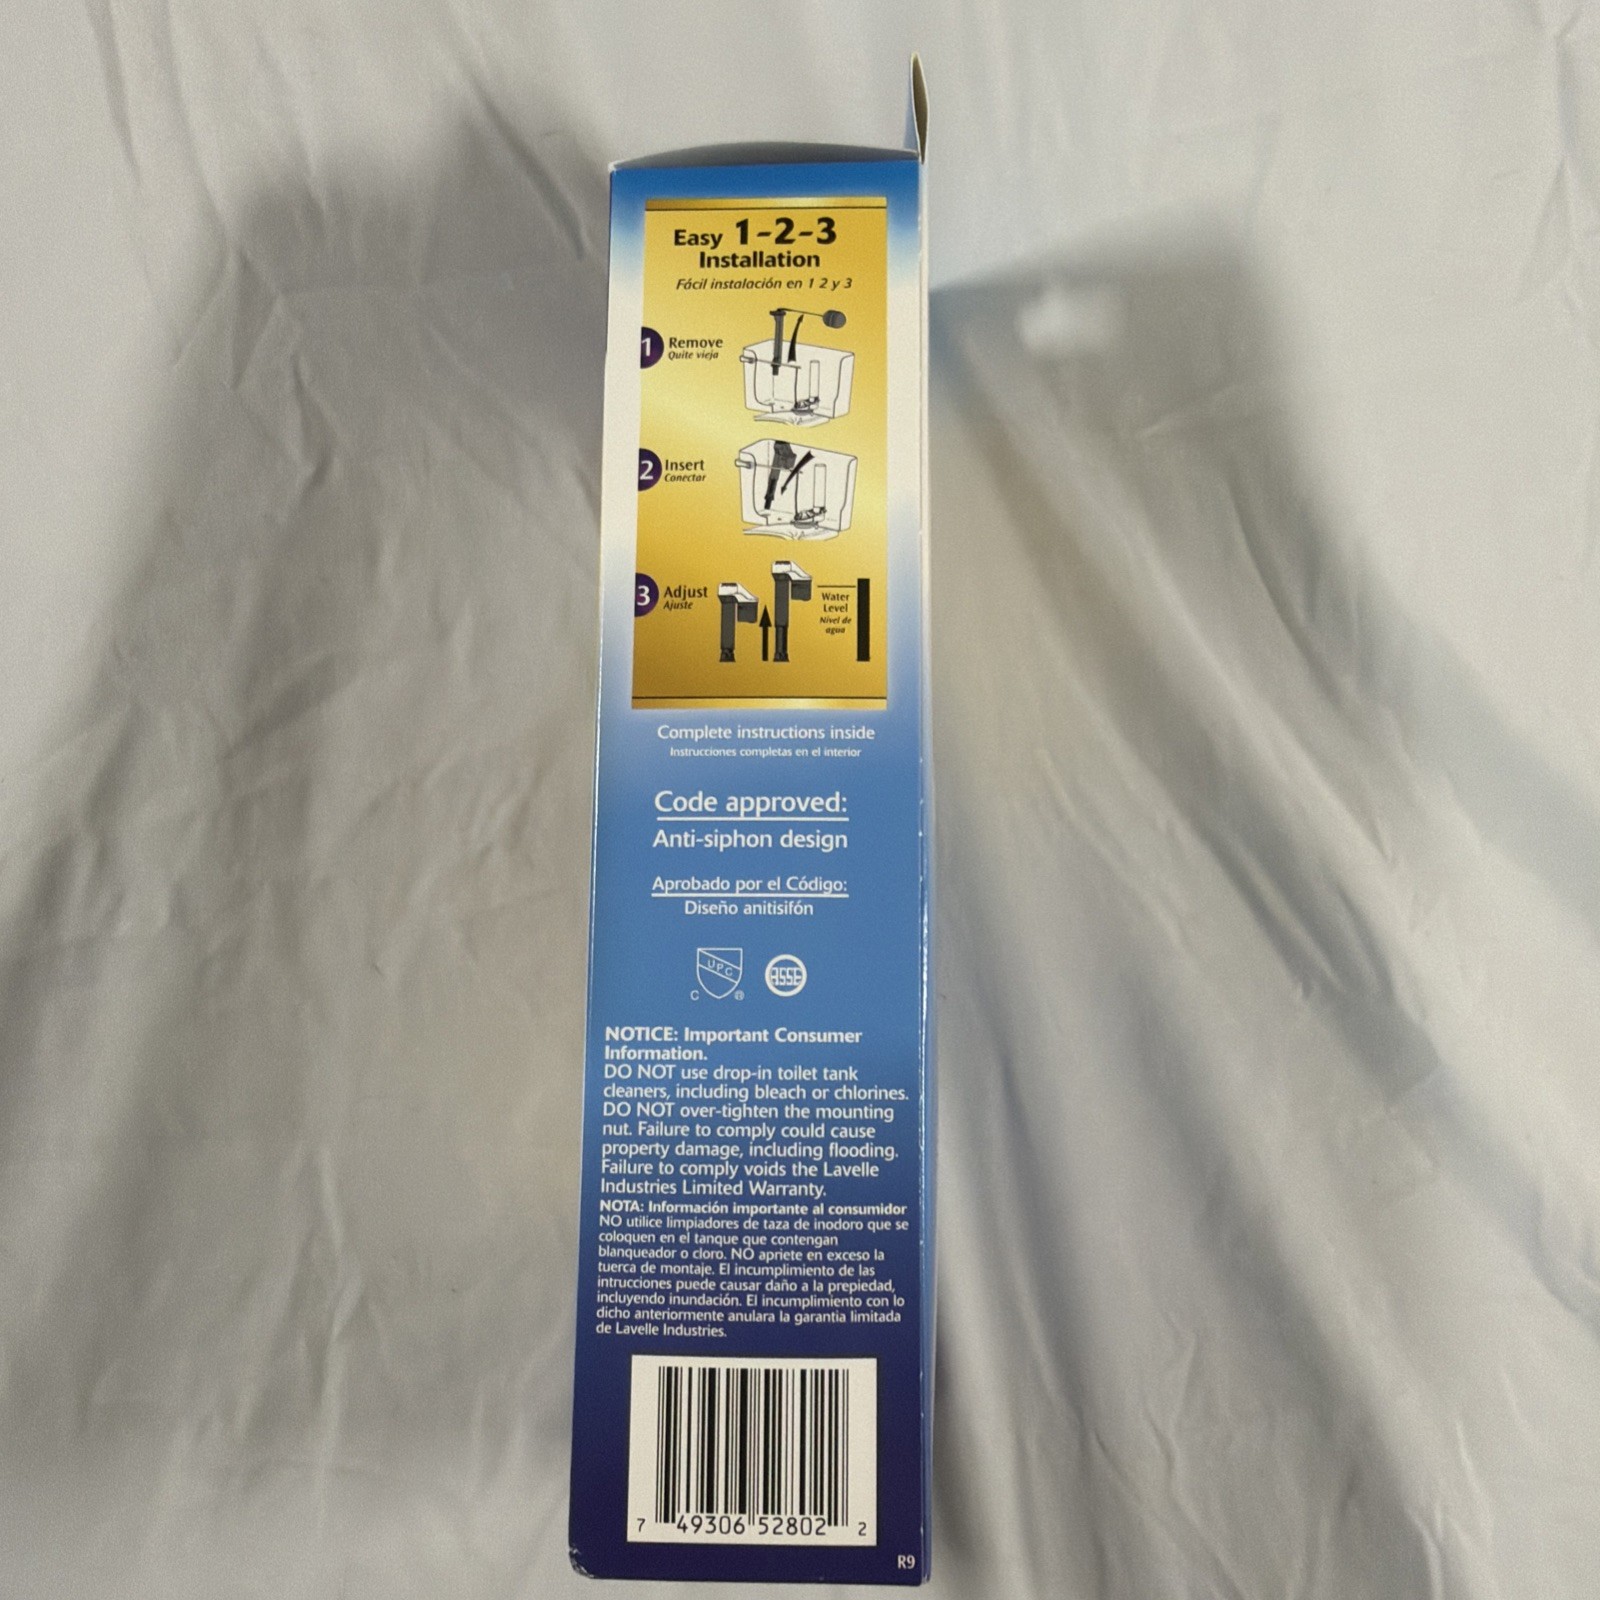 Easy 1-2-3
Installation
Fácil instalación en 1 2 y 3
1 Remove
Quite vieja
2 Insert
Conectar
3 Adjust
Ajuste
Water
Level
Nivel de
agua
Complete instructions inside
Instrucciones completas en el interior
Code approved:
Anti-siphon design
Aprobado por el Código:
Diseño anitisifón
UPC
C ®
ASSE
NOTICE: Important Consumer
Information.
DO NOT use drop-in toilet tank
cleaners, including bleach or chlorines.
DO NOT over-tighten the mounting
nut. Failure to comply could cause
property damage, including flooding.
Failure to comply voids the Lavelle
Industries Limited Warranty.
NOTA: Información importante al consumidor
NO utilice limpiadores de taza de inodoro que se
coloquen en el tanque que contengan
blanqueador o cloro. NO apriete en exceso la
tuerca de montaje. El incumplimiento de las
intrucciones puede causar daño a la prepiedad,
incluyendo inundación. El incumplimiento con lo
dicho anteriormente anulara la garantia limitada
de Lavelle Industries.
7 49306 52802 2
R9